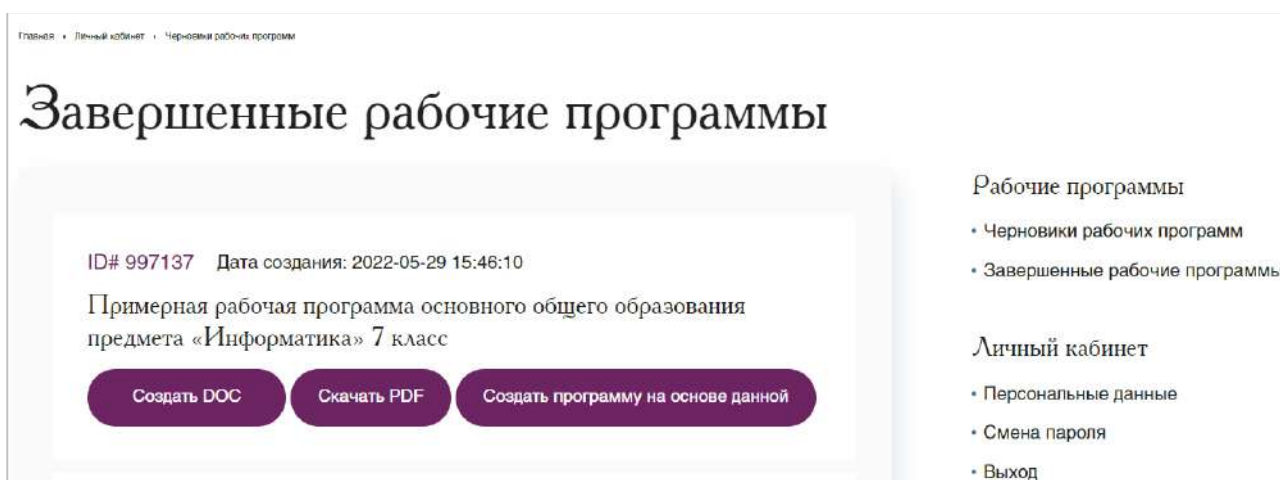 Главная • Личный кабинет • Черновики рабочих программ
Завершенные рабочие программы
ID# 997137 Дата создания: 2022-05-29 15:46:10
Примерная рабочая программа основного общего образования
предмета «Информатика» 7 класс
Создать DOC
Скачать PDF
Создать программу на основе данной
Рабочие программы
• Черновики рабочих программ
• Завершенные рабочие программы
Личный кабинет
• Персональные данные
• Смена пароля
• Выход